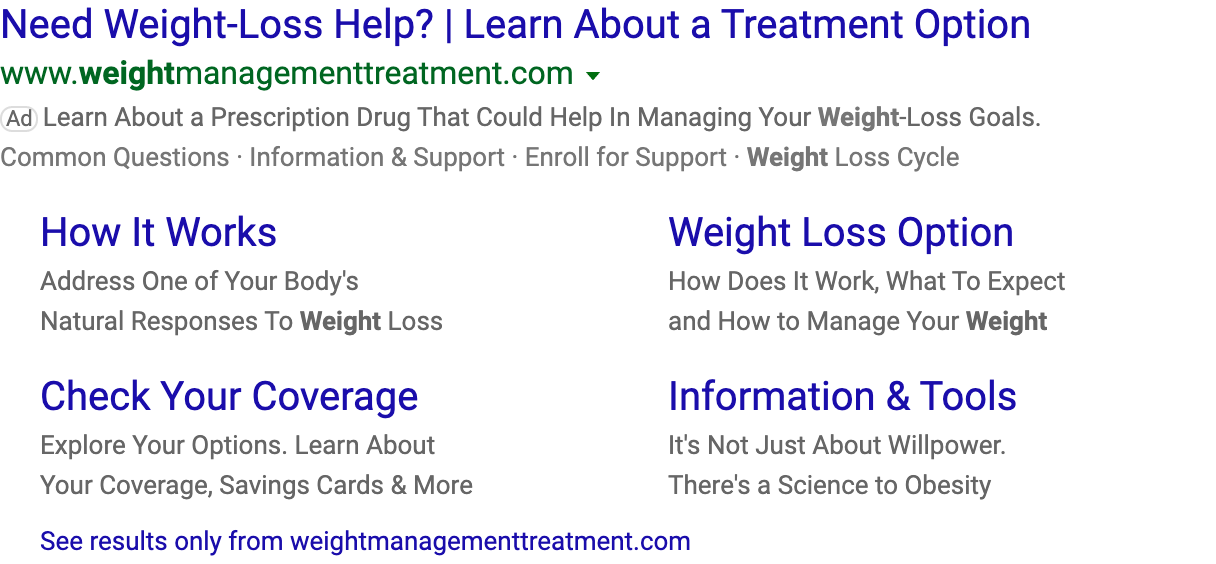 Need Weight-Loss Help? | Learn About a Treatment Option
www.weightmanagementtreatment.com
Ad Learn About a Prescription Drug That Could Help In Managing Your Weight-Loss Goals.
Common Questions · Information & Support · Enroll for Support · Weight Loss Cycle
How It Works
Address One of Your Body's
Natural Responses To Weight Loss
Weight Loss Option
How Does It Work, What To Expect
and How to Manage Your Weight
Check Your Coverage
Explore Your Options. Learn About
Your Coverage, Savings Cards & More
Information & Tools
It's Not Just About Willpower.
There's a Science to Obesity
See results only from weightmanagementtreatment.com